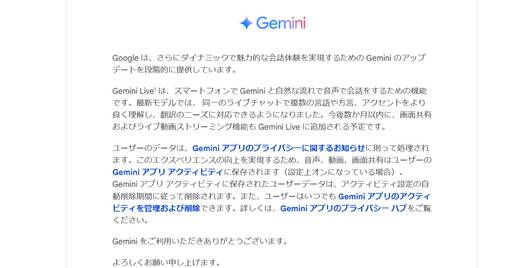 Gemini
Google は、さらにダイナミックで魅力的な会話体験を実現するための Gemini のアップ
デートを段階的に提供しています。
Gemini Live¹ は、スマートフォンで Gemini と自然な流れで音声で会話をするための機能
です。最新モデルでは、 同一のライブチャットで複数の言語や方言、アクセントをより
良く理解し、翻訳のニーズに対応できるようになりました。今後数か月以内に、画面共有
およびライブ動画ストリーミング機能も Gemini Live に追加される予定です。
ユーザーのデータは、Gemini アプリのプライバシーに関するお知らせに則って処理されま
す。このエクスペリエンスの向上を実現するため、音声、動画、画面共有はユーザーの
Gemini アプリ アクティビティに保存されます（設定上オンになっている場合）。
Gemini アプリ アクティビティに保存されたユーザーデータは、アクティビティ設定の自
動削除期間に従って削除されます。また、ユーザーはいつでも Gemini アプリのアクティ
ビティを管理および削除できます。詳しくは、Gemini アプリのプライバシー ハブをご覧
ください。
Gemini をご利用いただきありがとうございます。
よろしくお願い申し上げます。